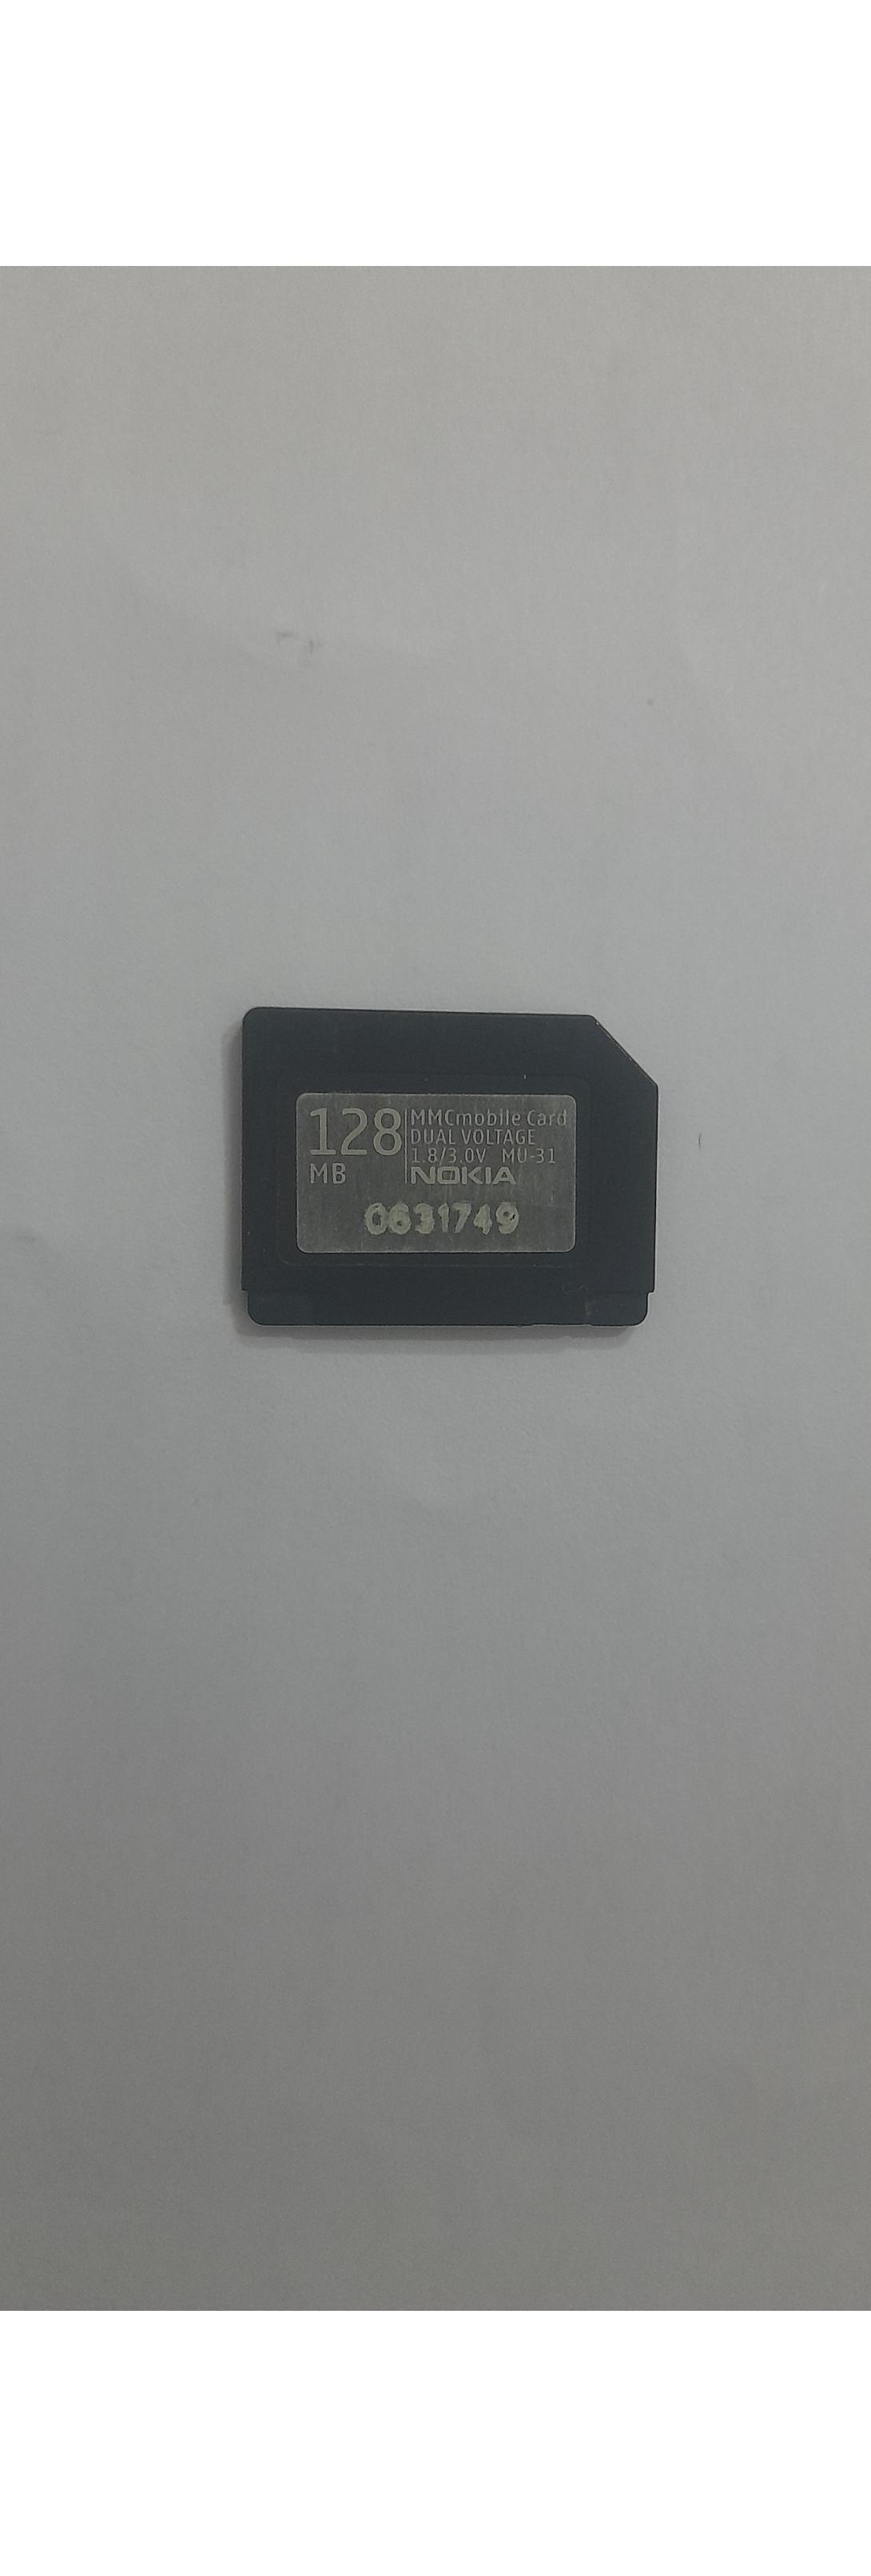 128 MB
MMCmobile Card
DUAL VOLTAGE
1.8/3.0V MU-31
NOKIA
0631749